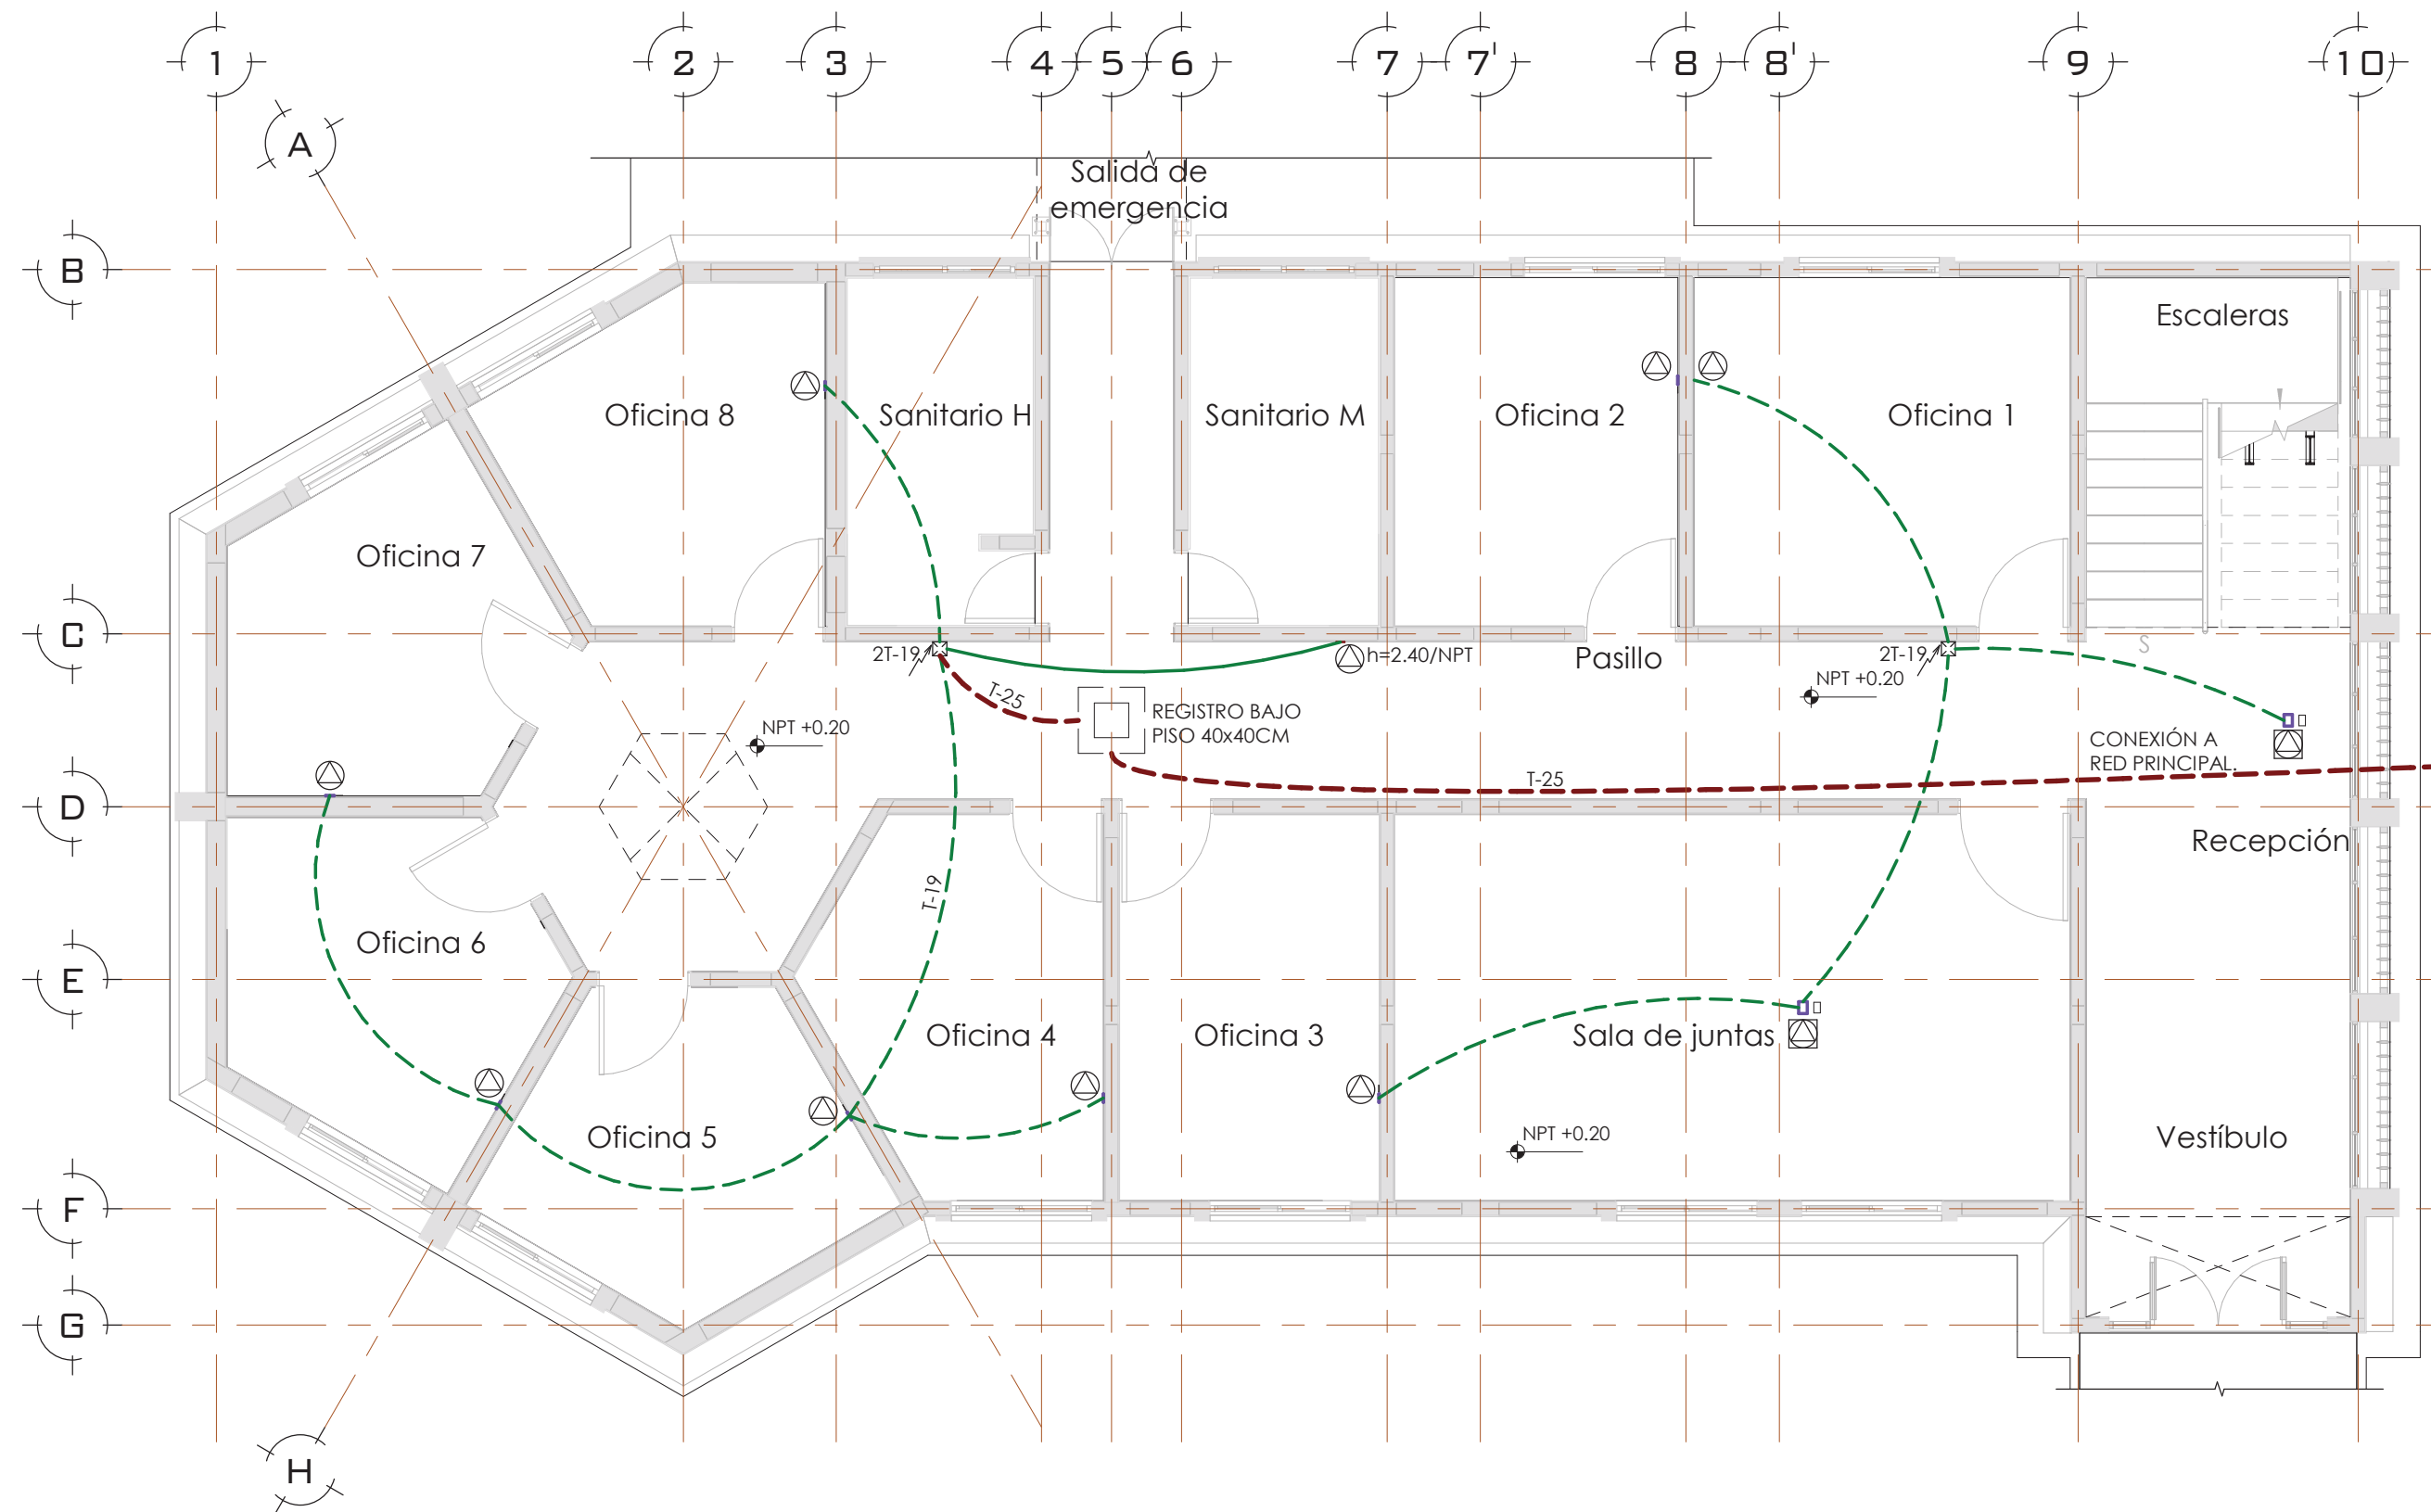 1 2 3 4 5 6 7 7' 8 8' 9 10
A
Salida de
emergencia
B
Escaleras
Oficina 8
Sanitario H
Sanitario M
Oficina 2
Oficina 1
Oficina 7
C
2T-19
h=2.40/NPT
Pasillo
2T-19
S
NPT +0.20
T-25
REGISTRO BAJO
PISO 40x40CM
NPT +0.20
CONEXIÓN A
RED PRINCIPAL.
T-25
D
Recepción
T-19
Oficina 6
E
Oficina 4
Oficina 3
Sala de juntas
Oficina 5
NPT +0.20
Vestíbulo
F
G
H